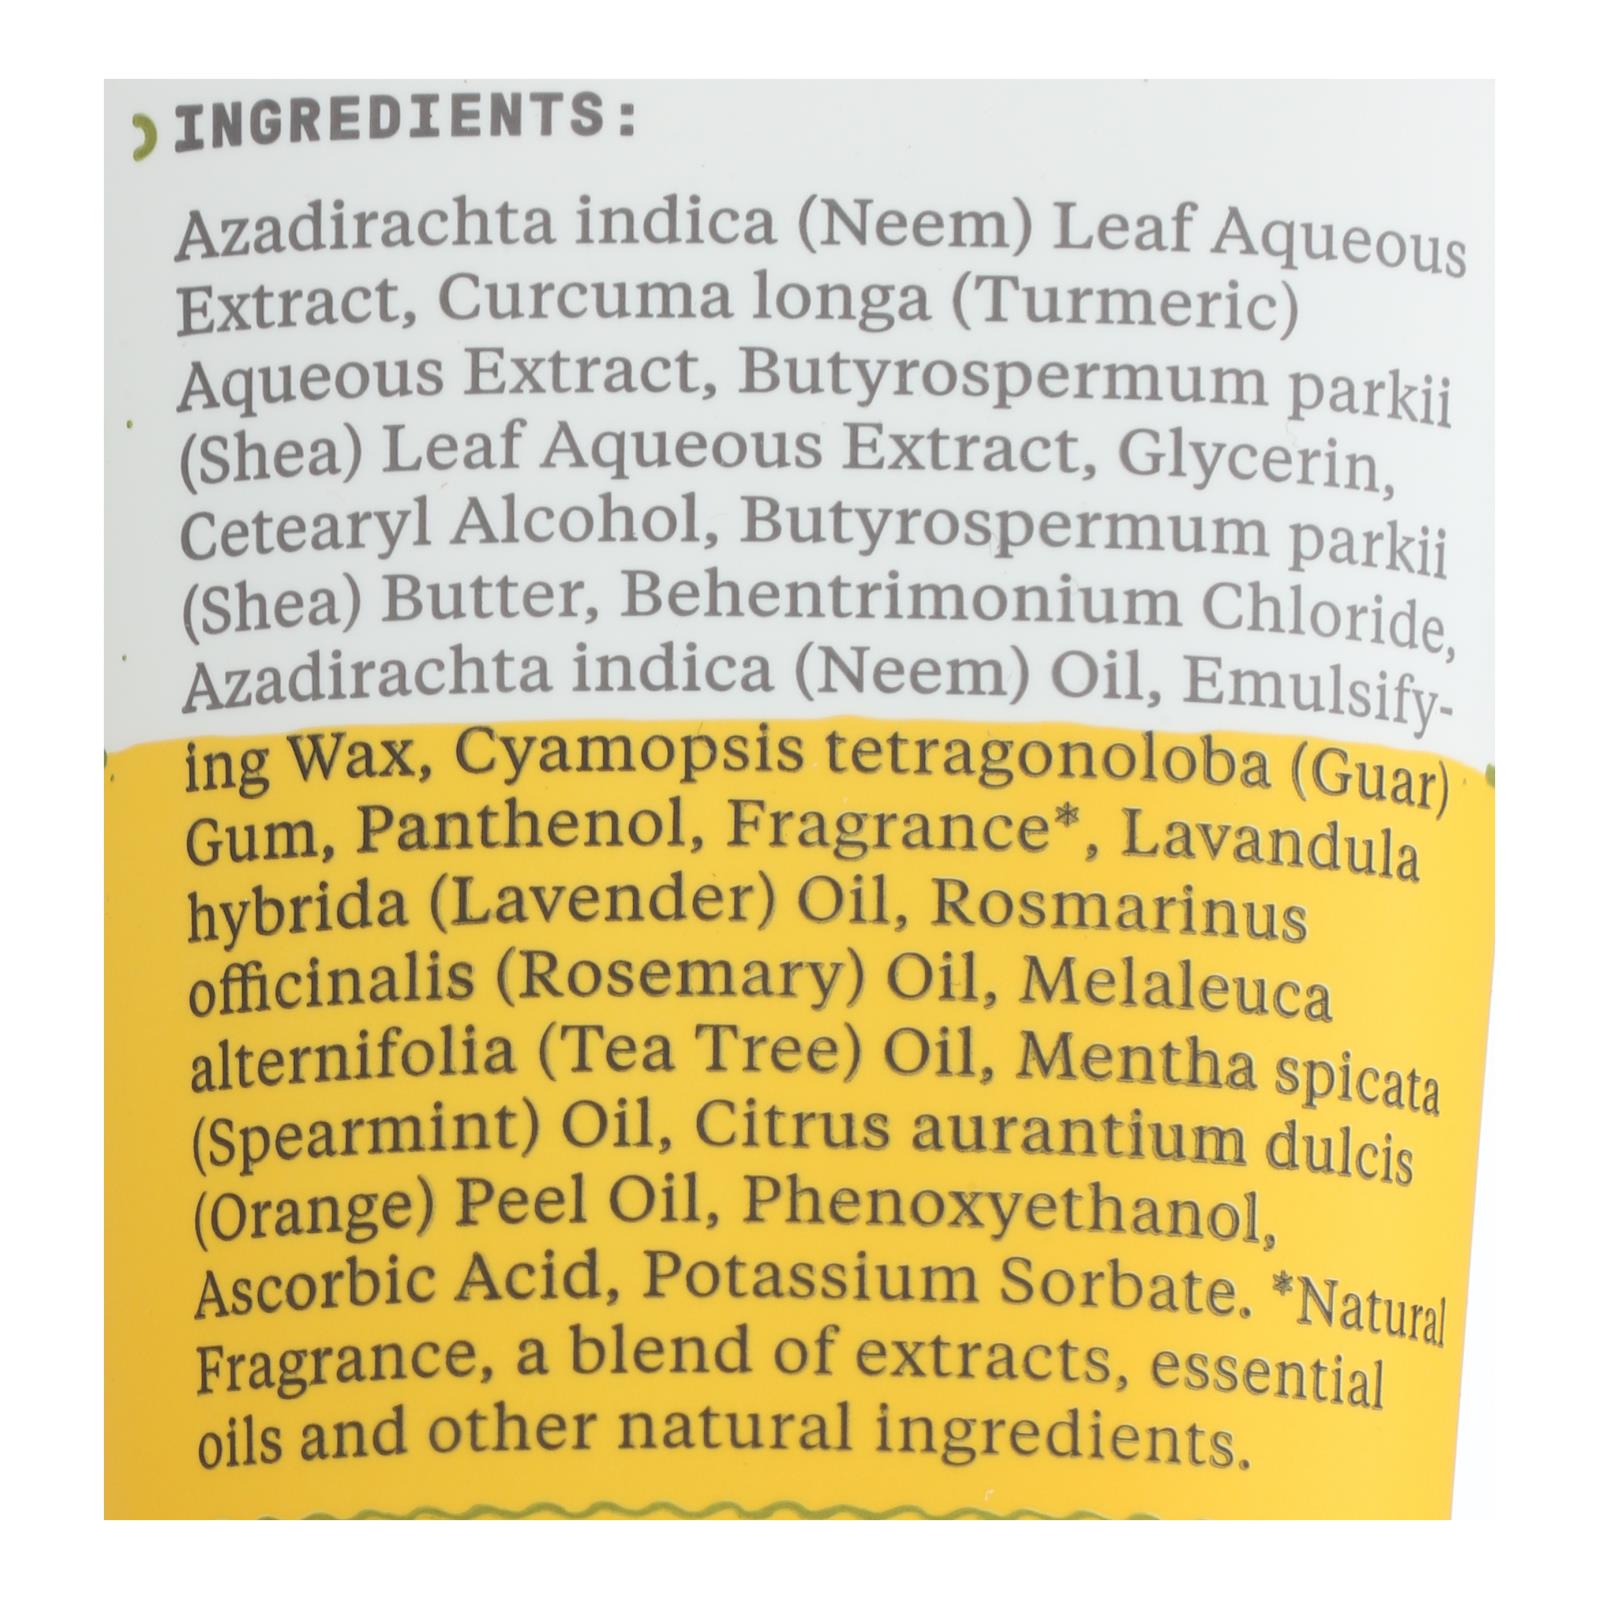 INGREDIENTS:
Azadirachta indica (Neem) Leaf Aqueous
Extract, Curcuma longa (Turmeric)
Aqueous Extract, Butyrospermum parkii
(Shea) Leaf Aqueous Extract, Glycerin,
Cetearyl Alcohol, Butyrospermum parkii
(Shea) Butter, Behentrimonium Chloride,
Azadirachta indica (Neem) Oil, Emulsify-
ing Wax, Cyamopsis tetragonoloba (Guar)
Gum, Panthenol, Fragrance*, Lavandula
hybrida (Lavender) Oil, Rosmarinus
officinalis (Rosemary) Oil, Melaleuca
alternifolia (Tea Tree) Oil, Mentha spicata
(Spearmint) Oil, Citrus aurantium dulcis
(Orange) Peel Oil, Phenoxyethanol,
Ascorbic Acid, Potassium Sorbate. *Natural
Fragrance, a blend of extracts, essential
oils and other natural ingredients.